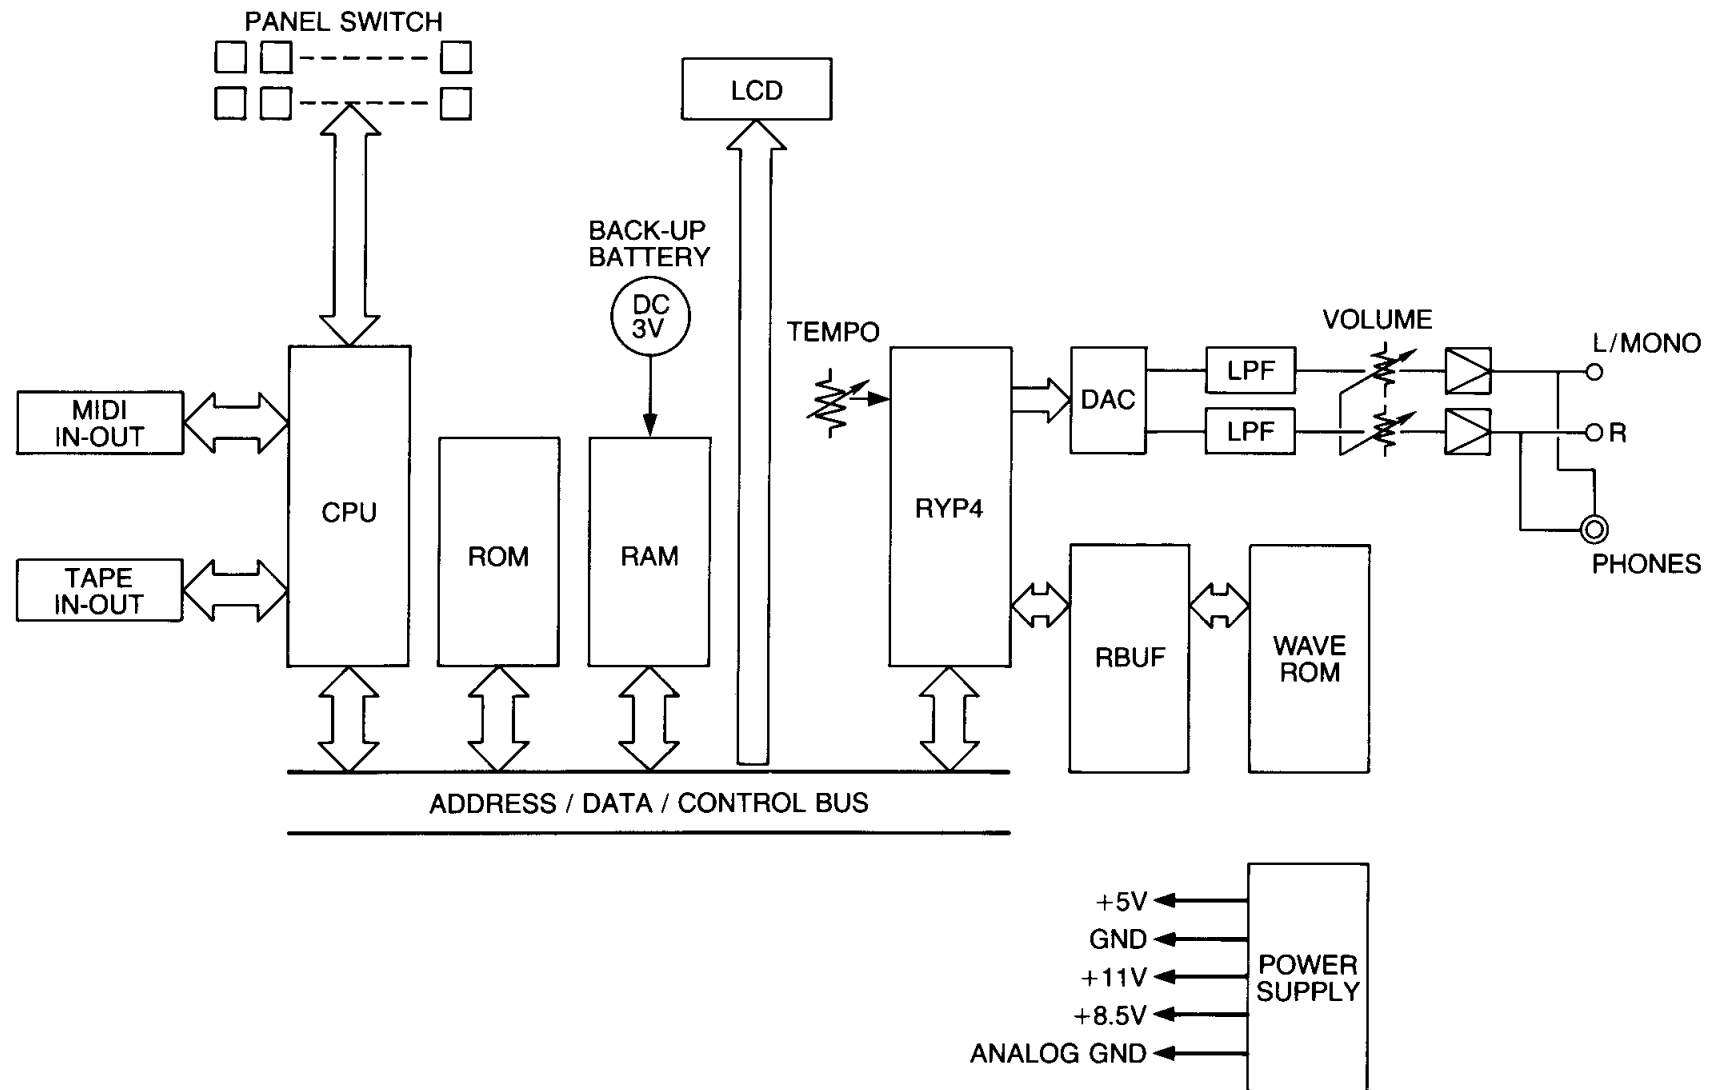 PANEL SWITCH
LCD
BACK-UP
BATTERY
DC
3V
TEMPO
VOLUME
L/MONO
R
PHONES
MIDI
IN-OUT
TAPE
IN-OUT
CPU
ROM
RAM
RYP4
DAC
LPF
LPF
RBUF
WAVE
ROM
ADDRESS / DATA / CONTROL BUS
+5V
GND
+11V
+8.5V
ANALOG GND
POWER
SUPPLY